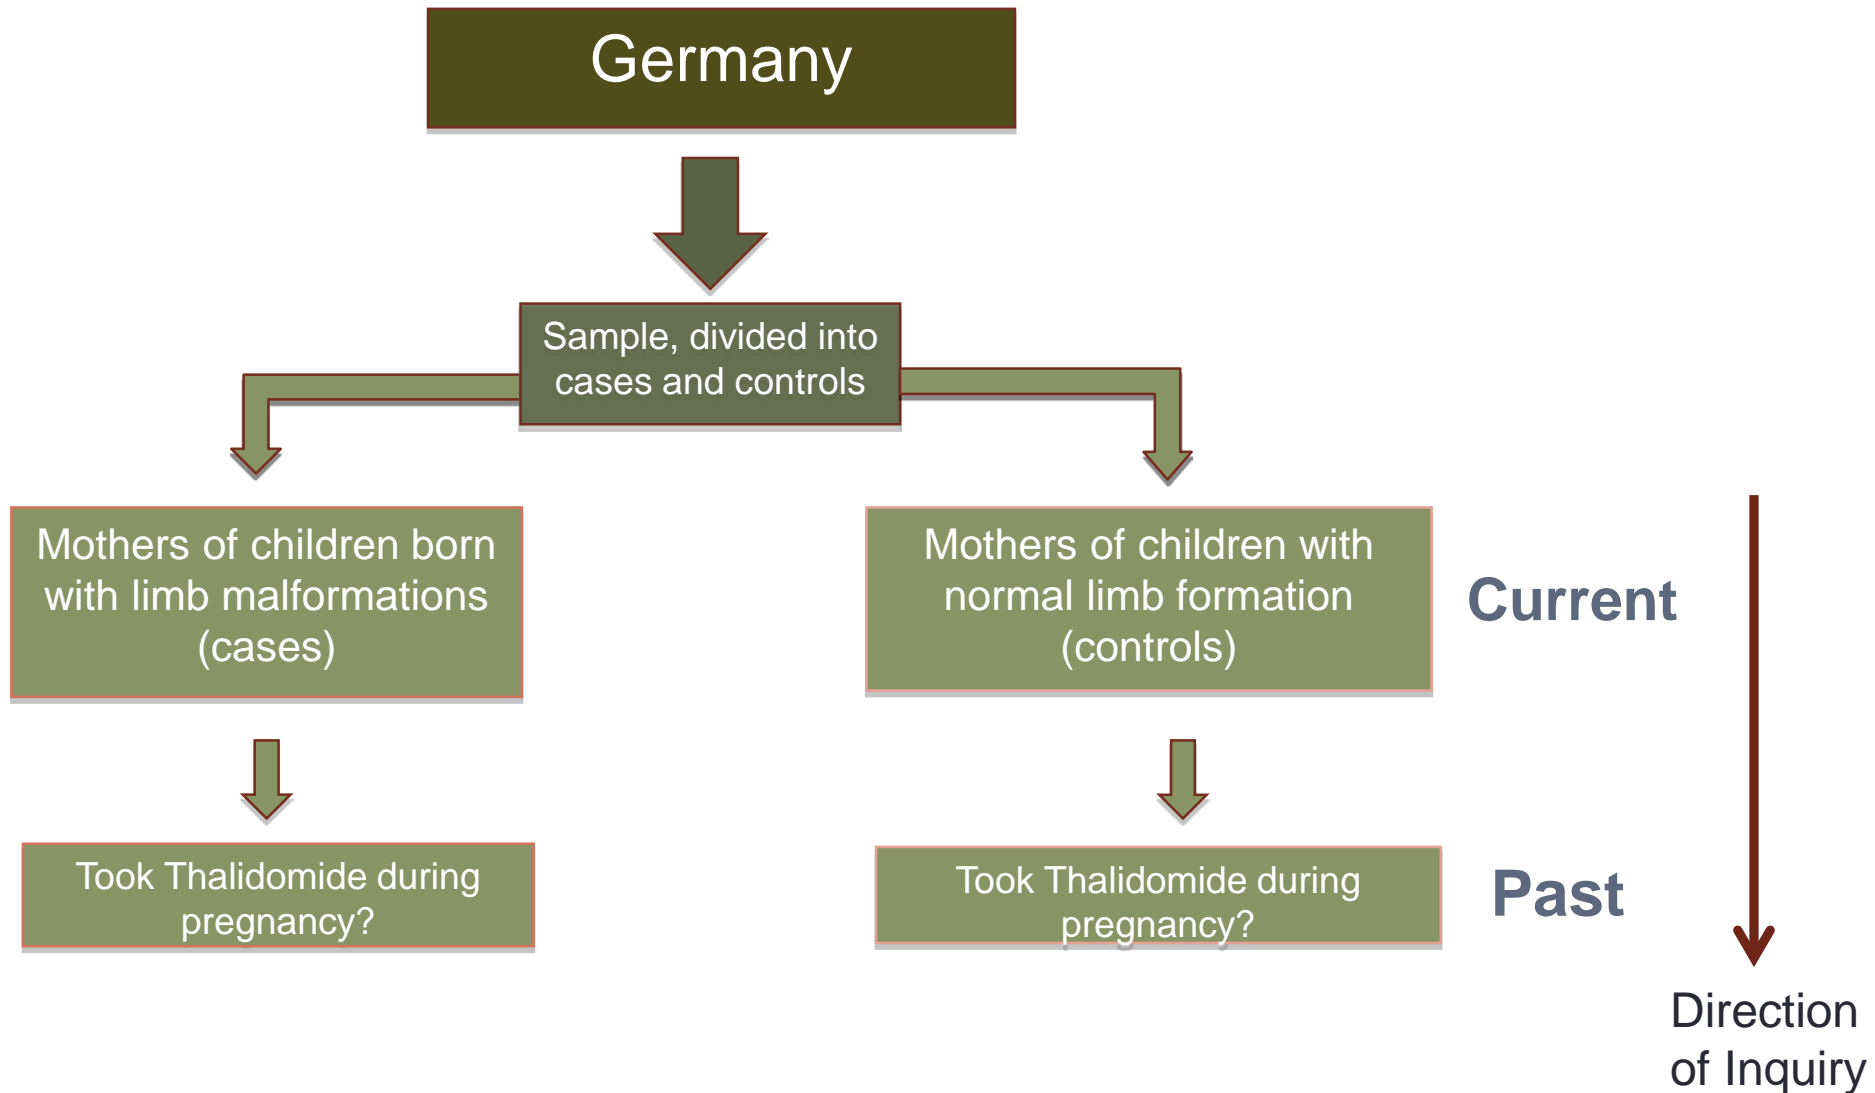 Germany
Sample, divided into
cases and controls
Mothers of children born
with limb malformations
(cases)
Mothers of children with
normal limb formation
(controls)
Current
Took Thalidomide during
pregnancy?
Took Thalidomide during
pregnancy?
Past
Direction
of Inquiry